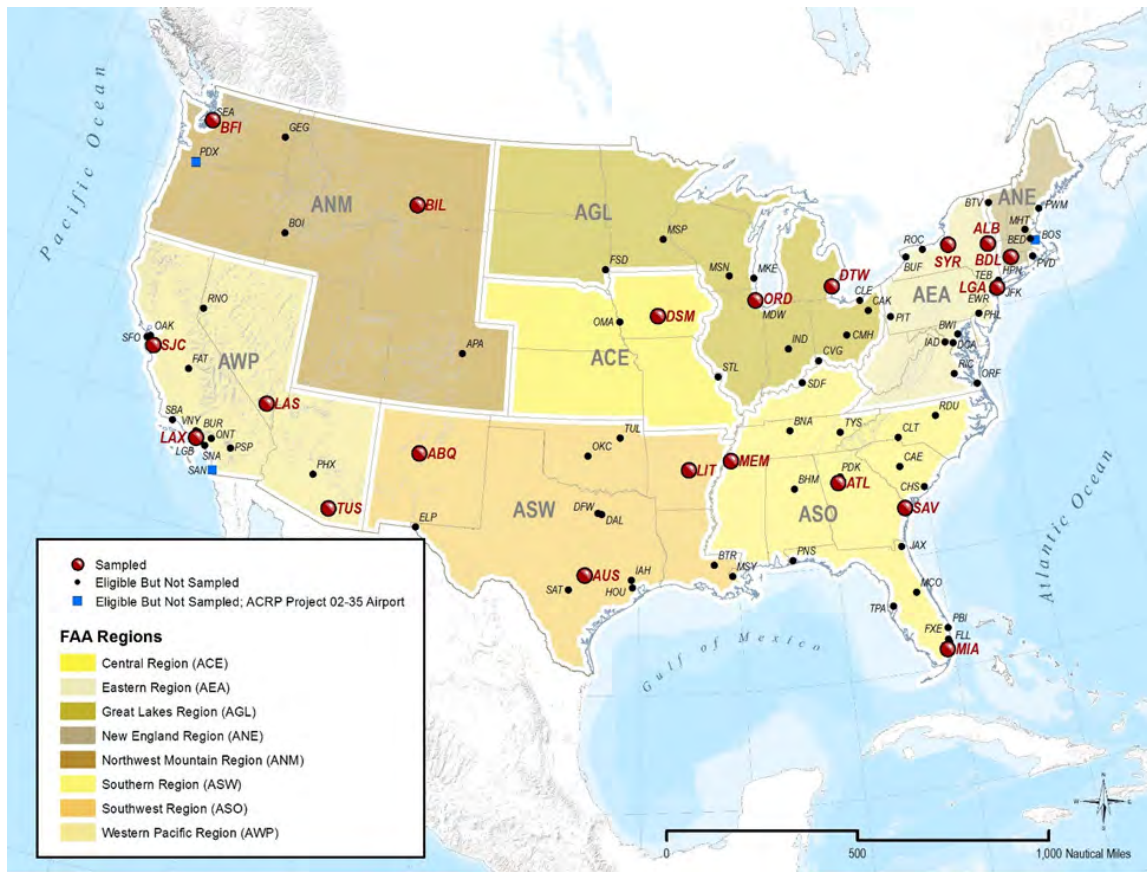 Pacific Ocean
SEA
BFI
GEG
PDX
ANM
BIL
BOI
AGL
MSP
FSD
MSN
MKE
DTW
ORD
MDW
CLE
CAK
BTV
ANE
PWM
MHT
ALB
BED
BOS
ROC
SYR
BUF
BDL
PVD
TEB
HPN
LGA
JFK
EWR
AEA
PIT
PHL
BWI
IAD
DCA
RIC
ORF
RNO
OAK
SFO
SJC
FAT
AWP
LAS
SBA
VNY
BUR
LAX
ONT
LGB
SNA
PSP
SAN
PHX
TUS
APA
OMA
DSM
ACE
IND
CMH
CVG
STL
SDF
ABQ
TUL
OKC
LIT
MEM
ASW
DFW
DAL
ELP
AUS
SAT
IAH
HOU
BTR
MSY
BNA
TYS
RDU
CLT
CAE
PDK
ATL
BHM
CHS
SAV
ASO
PNS
JAX
MCO
TPA
PBI
FXE
FLL
MIA
Gulf of Mexico
Atlantic Ocean
Sampled
Eligible But Not Sampled
Eligible But Not Sampled; ACRP Project 02-35 Airport
FAA Regions
Central Region (ACE)
Eastern Region (AEA)
Great Lakes Region (AGL)
New England Region (ANE)
Northwest Mountain Region (ANM)
Southern Region (ASW)
Southwest Region (ASO)
Western Pacific Region (AWP)
0 500 1,000 Nautical Miles